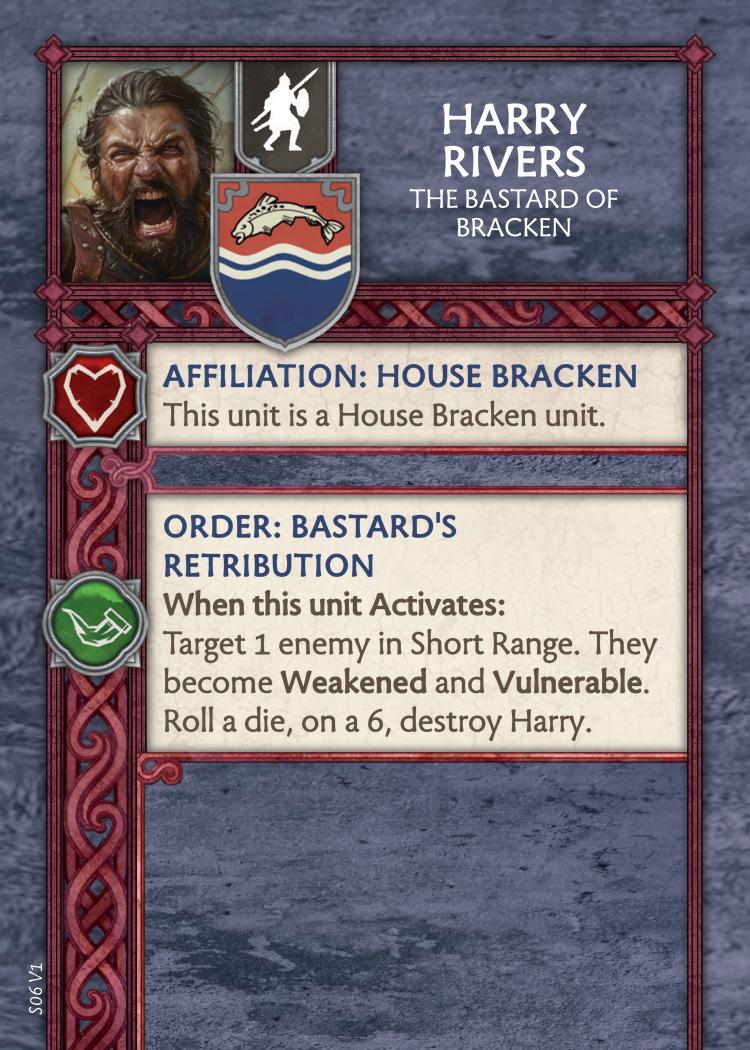 HARRY
RIVERS
THE BASTARD OF
BRACKEN
AFFILIATION: HOUSE BRACKEN
This unit is a House Bracken unit.
ORDER: BASTARD'S
RETRIBUTION
When this unit Activates:
Target 1 enemy in Short Range. They
become Weakened and Vulnerable.
Roll a die, on a 6, destroy Harry.
S06 V1